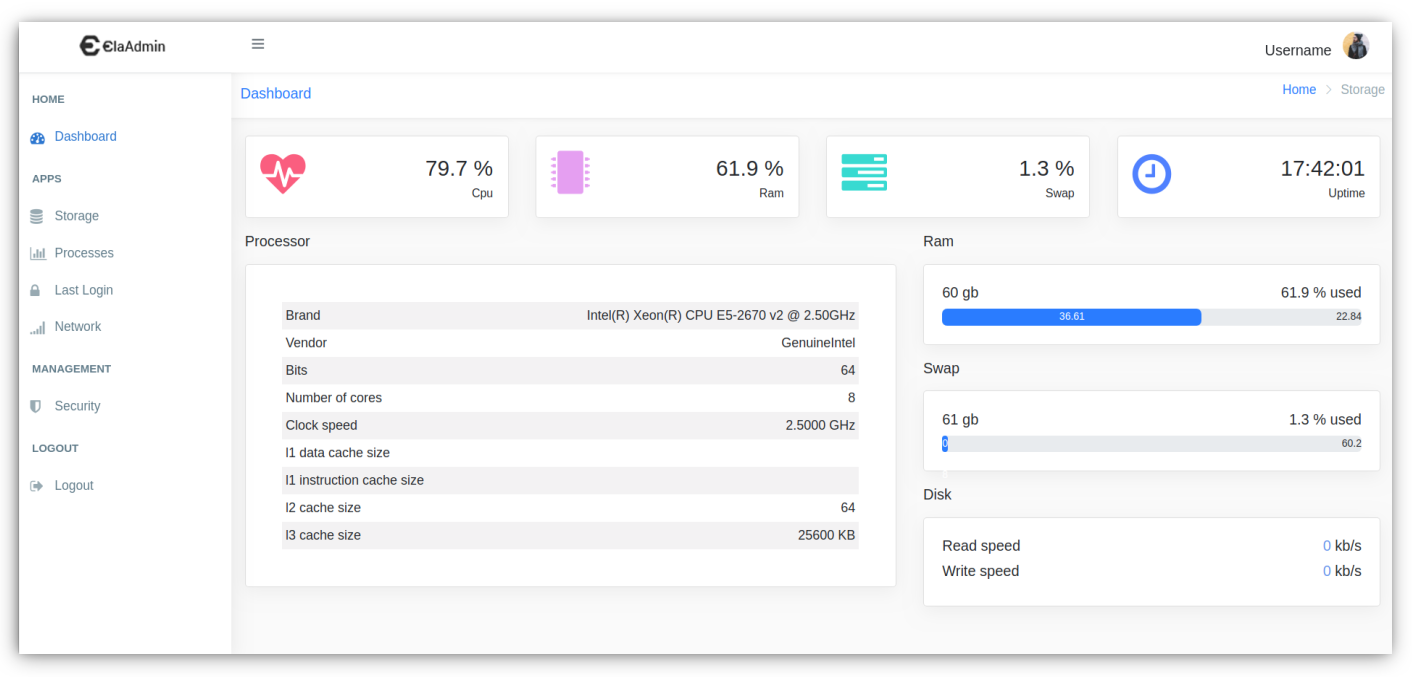 ЄlaAdmin
Username
HOME
Dashboard
APPS
Storage
Processes
Last Login
Network
MANAGEMENT
Security
LOGOUT
Logout
Dashboard
Home > Storage
79.7 %
Cpu
61.9 %
Ram
1.3 %
Swap
17:42:01
Uptime
Processor
Brand Intel(R) Xeon(R) CPU E5-2670 v2 @ 2.50GHz
Vendor GenuineIntel
Bits 64
Number of cores 8
Clock speed 2.5000 GHz
l1 data cache size
l1 instruction cache size
l2 cache size 64
l3 cache size 25600 KB
Ram
60 gb 61.9 % used
36.61 22.84
Swap
61 gb 1.3 % used
0 60.2
Disk
Read speed 0 kb/s
Write speed 0 kb/s